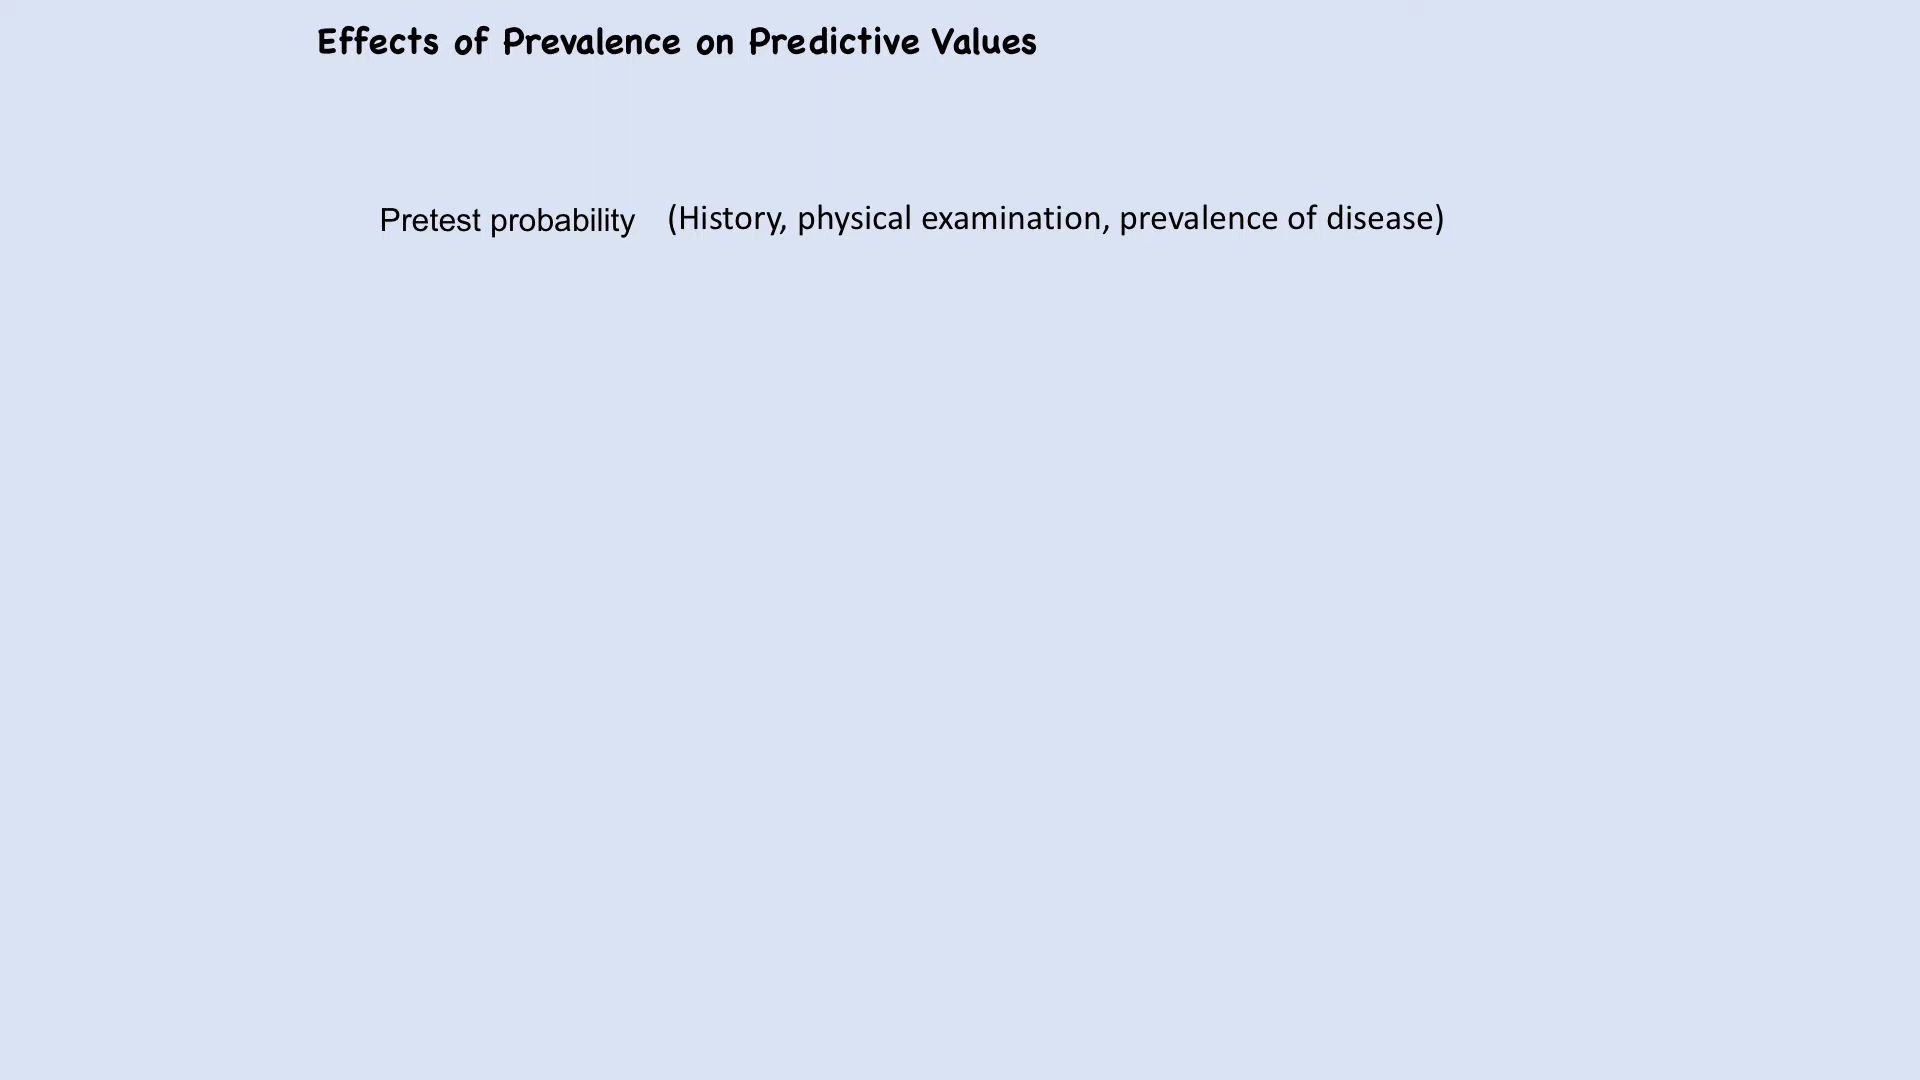 Effects of Prevalence on Predictive Values
Pretest probability (History, physical examination, prevalence of disease)